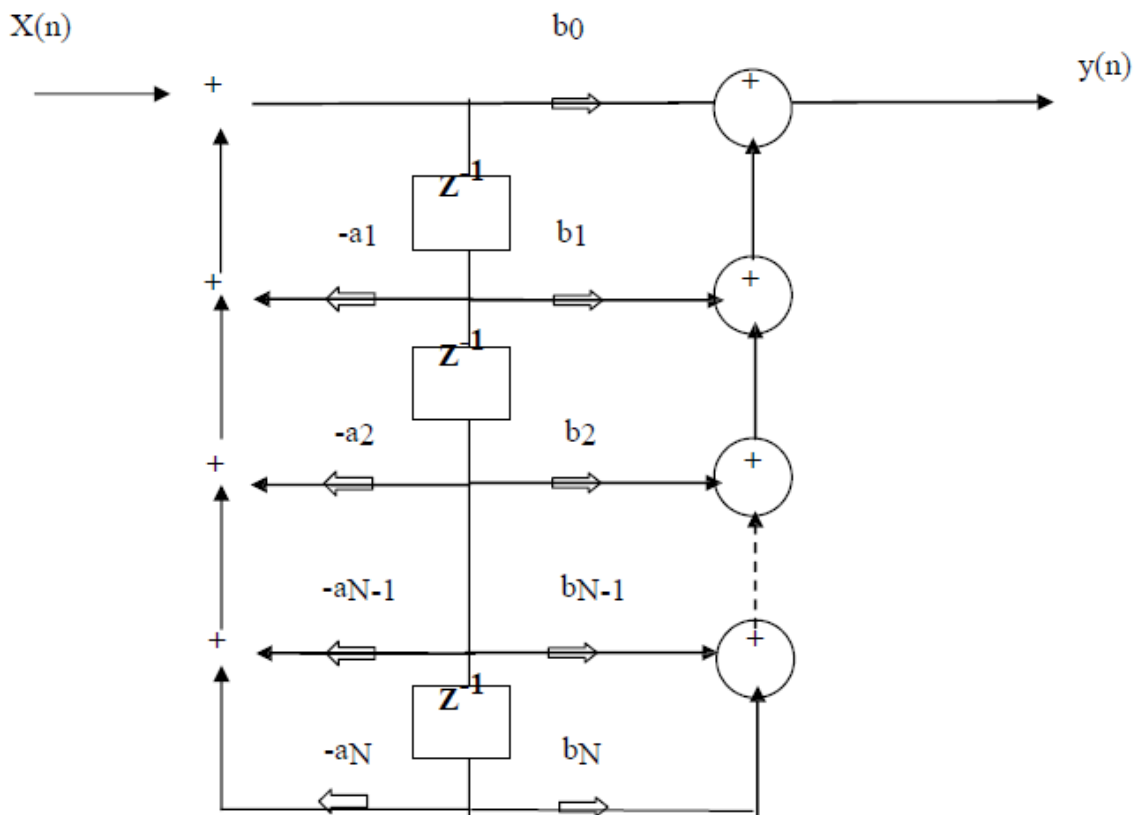 X(n) b0
y(n)
+ +
Z-1
-a1 b1
+ +
Z-1
-a2 b2
+ +
-aN-1 bN-1
+ +
Z-1
-aN bN